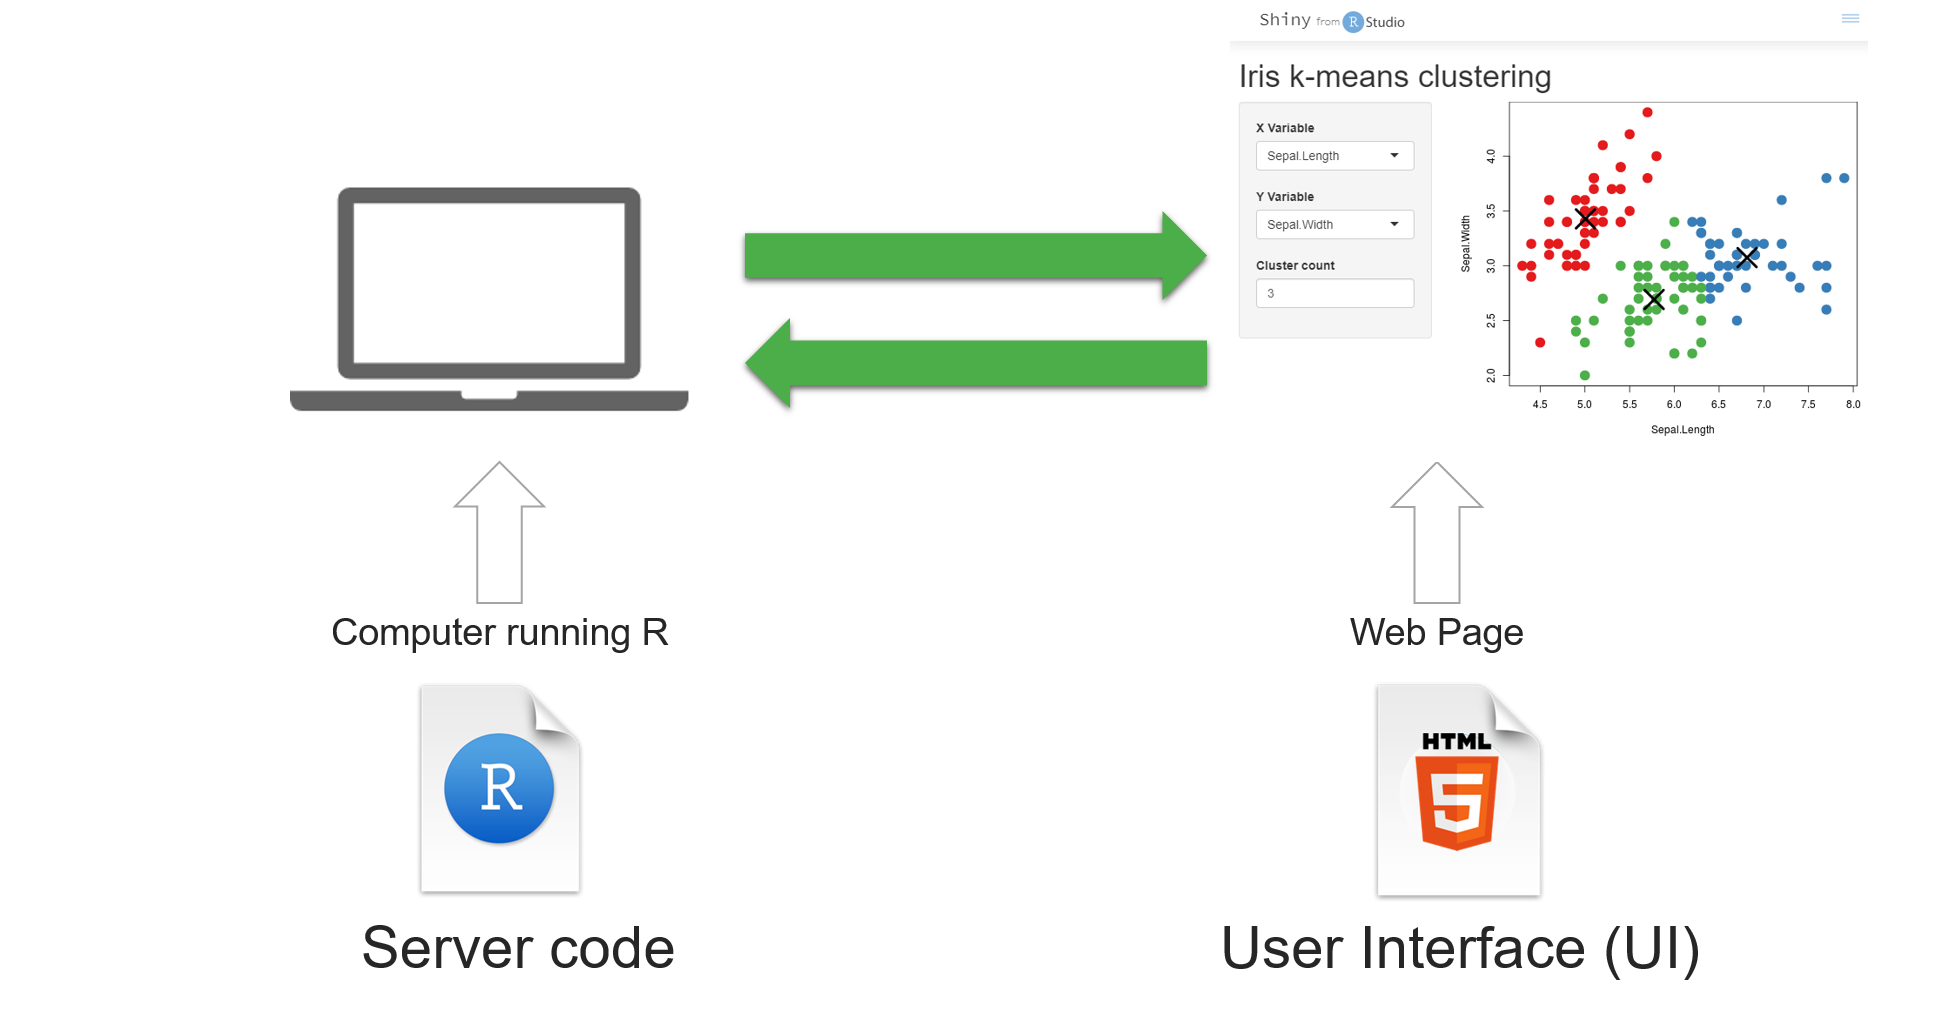 Shiny from R Studio
Iris k-means clustering
X Variable
Sepal.Length
Y Variable
Sepal.Width
Cluster count
3
Sepal.Width
4.0
3.5
3.0
2.5
2.0
4.5 5.0 5.5 6.0 6.5 7.0 7.5 8.0
Sepal.Length
Computer running R
Web Page
R
HTML
5
Server code
User Interface (UI)